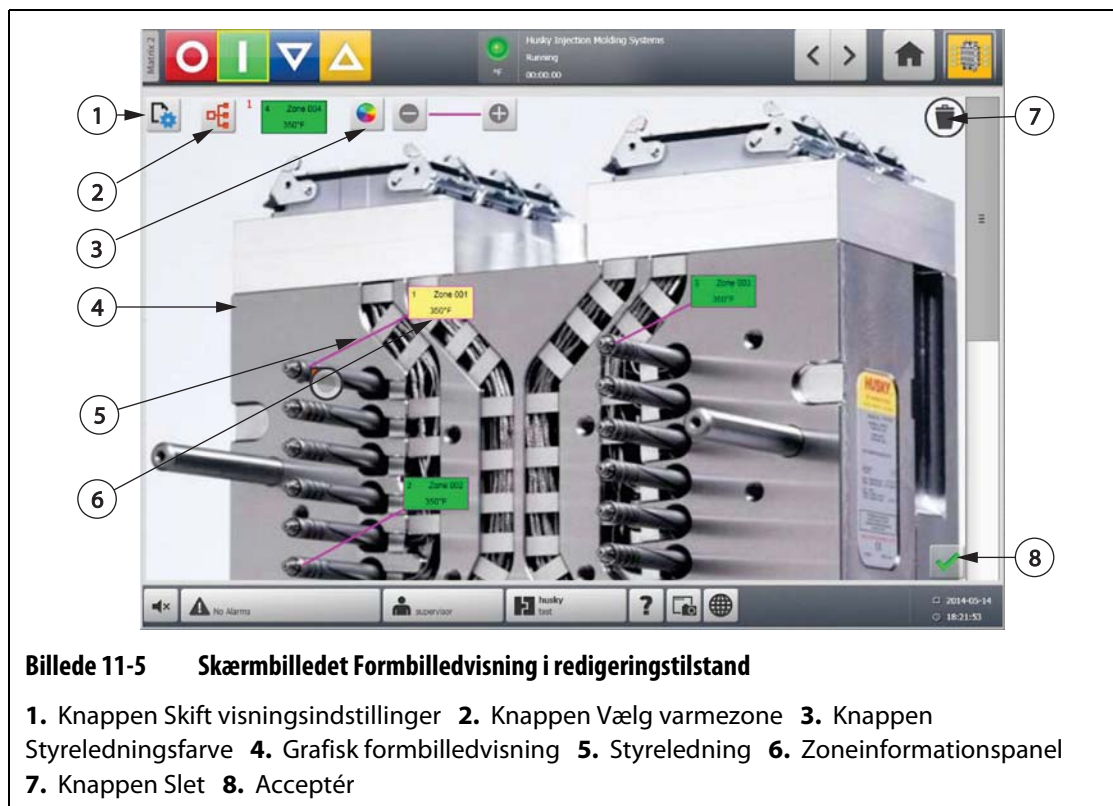 Matrix 2
Husky Injection Molding Systems
Running
00:00:00
°F
1
4 Zone 004
350°F
1
2
3
4
5
6
7
8
1 Zone 001
350°F
3 Zone 003
350°F
2 Zone 002
350°F
HUSKY
No Alarms
supervisor
husky
test
?
2014-05-14
18:21:53
Billede 11-5 Skærmbilledet Formbilledvisning i redigeringstilstand
1. Knappen Skift visningsindstillinger 2. Knappen Vælg varmezone 3. Knappen
Styreledningsfarve 4. Grafisk formbilledvisning 5. Styreledning 6. Zoneinformationspanel
7. Knappen Slet 8. Acceptér